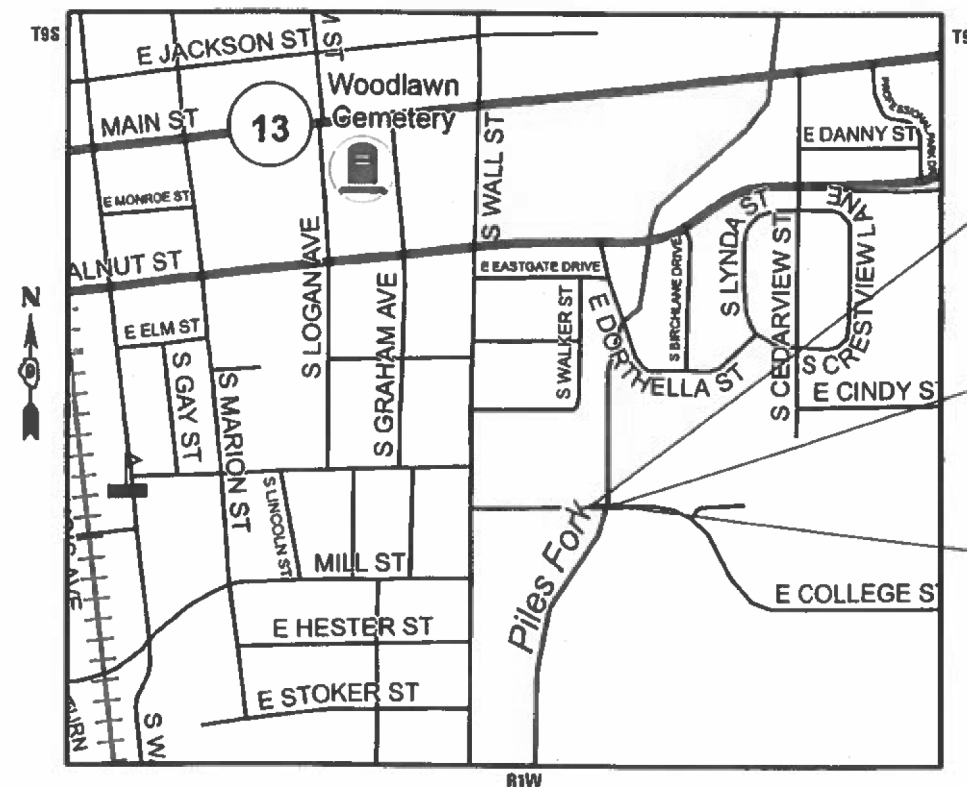 T9S
T9
E JACKSON ST
Woodlawn
Cemetery
MAIN ST
13
S WALL ST
E DANNY ST
E MONROE ST
S LOGAN AVE
S GRAHAM AVE
ALNUT ST
E EASTGATE DRIVE
S BIRCHLANE DRIVE
S LYNDA ST
S CEDARVIEW ST
S CRESTVIEW LANE
N
E ELM ST
S GAY ST
S MARION ST
S WALKER ST
E DORTHELLA ST
E CINDY ST
S LINCOLN ST
MILL ST
Piles Fork
E COLLEGE ST
E HESTER ST
E STOKER ST
S WA
R1W